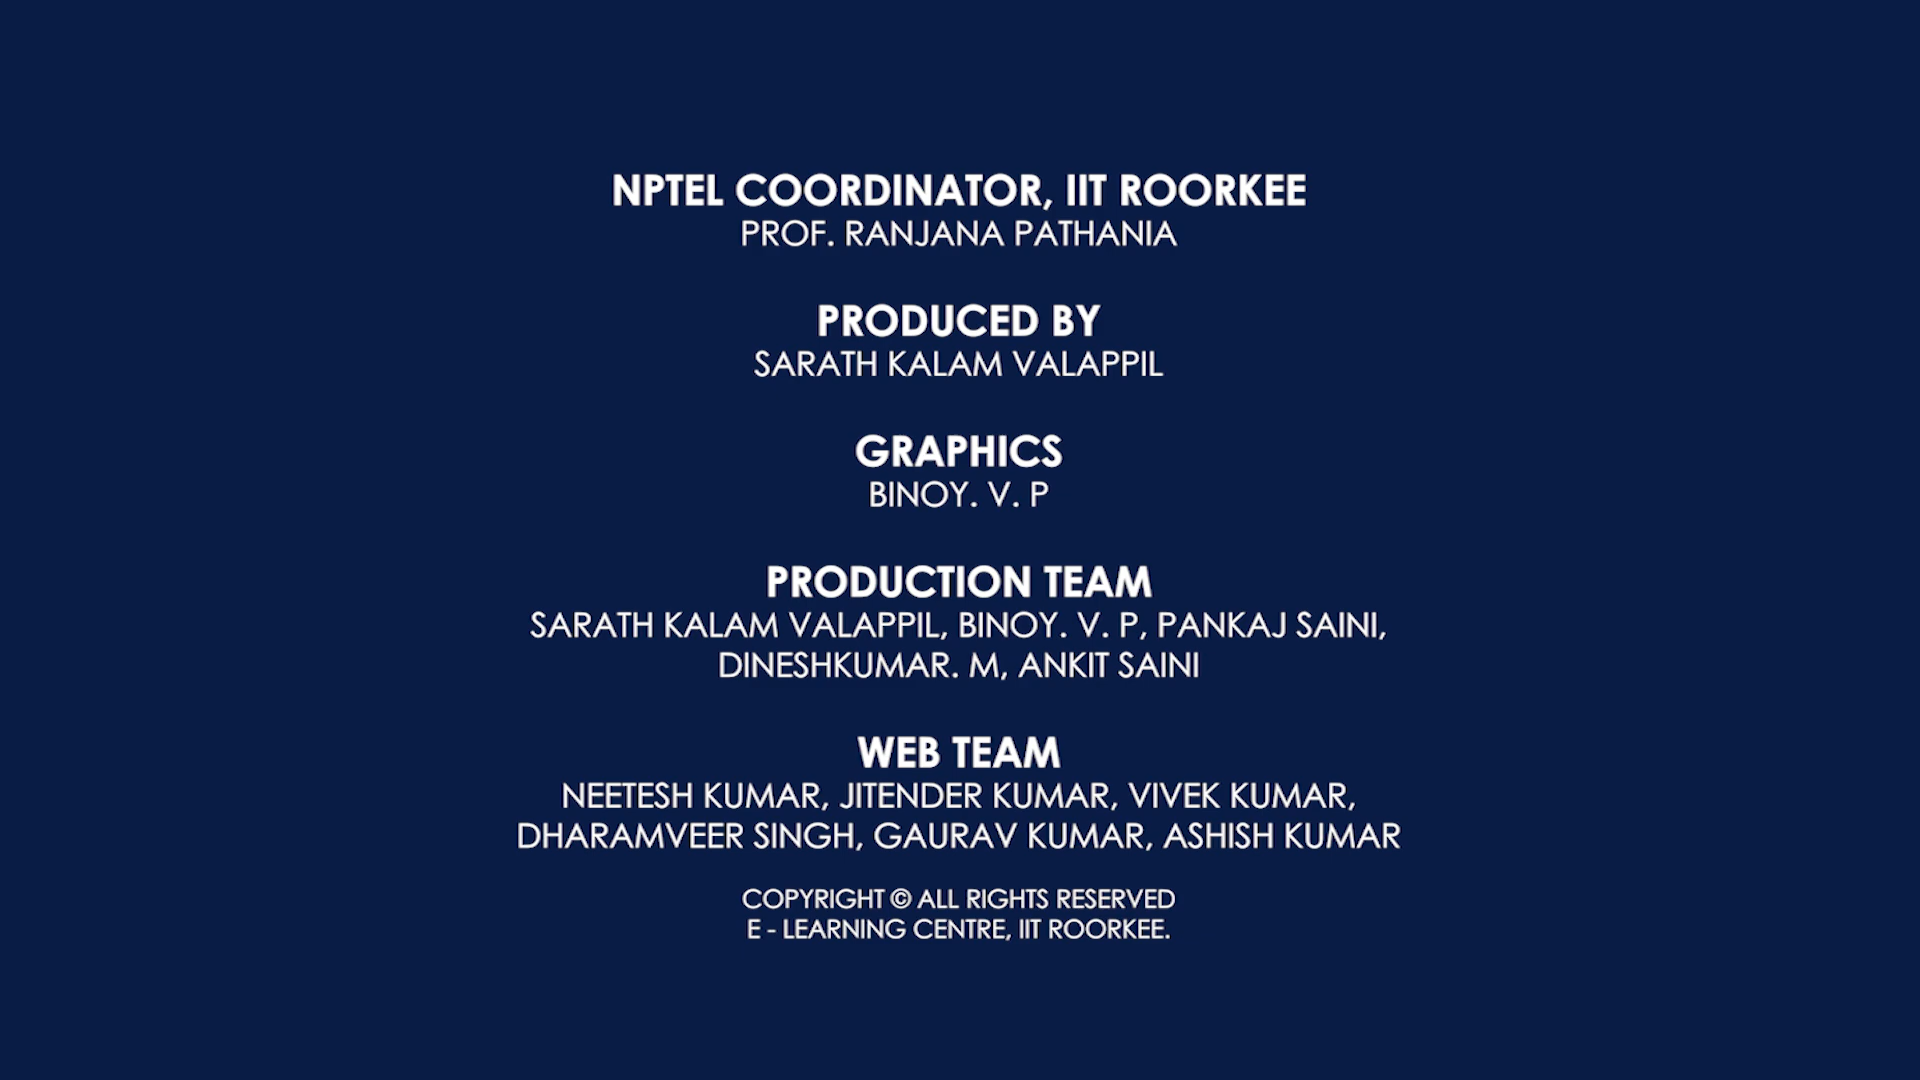 NPTEL COORDINATOR, IIT ROORKEE
PROF. RANJANA PATHANIA
PRODUCED BY
SARATH KALAM VALAPPIL
GRAPHICS
BINOY. V. P
PRODUCTION TEAM
SARATH KALAM VALAPPIL, BINOY. V. P, PANKAJ SAINI,
DINESHKUMAR. M, ANKIT SAINI
WEB TEAM
NEETESH KUMAR, JITENDER KUMAR, VIVEK KUMAR,
DHARAMVEER SINGH, GAURAV KUMAR, ASHISH KUMAR
COPYRIGHT © ALL RIGHTS RESERVED
E - LEARNING CENTRE, IIT ROORKEE.